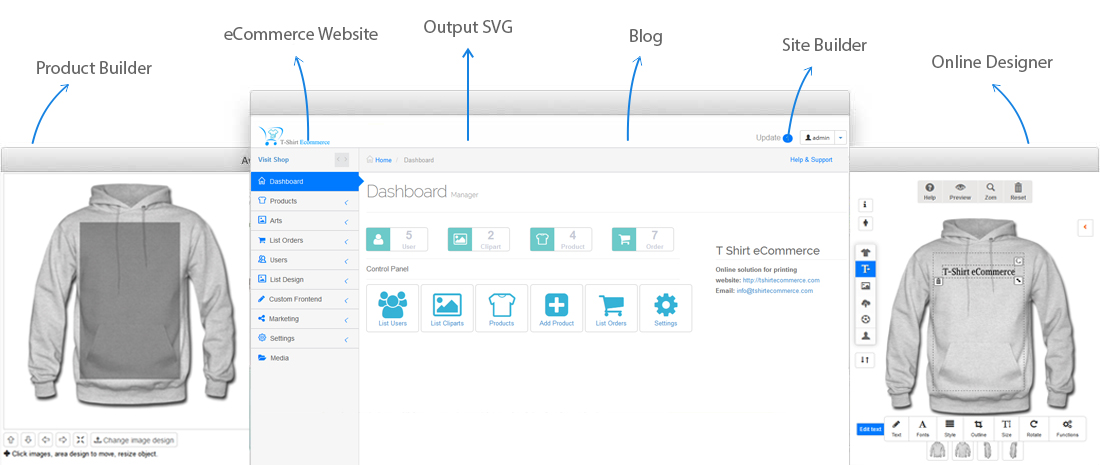 Output SVG
eCommerce Website
Blog
Site Builder
Product Builder
Online Designer
T-Shirt Ecommerce
Update
admin
Visit Shop
Home / Dashboard
Help & Support
Dashboard
Products
Arts
List Orders
Users
List Design
Custom Frontend
Marketing
Settings
Media
Dashboard Manager
5
User
2
Clipart
4
Product
7
Order
Control Panel
List Users
List Cliparts
Products
Add Product
List Orders
Settings
T Shirt eCommerce
Online solution for printing
website: http://tshirtecommerce.com
Email: info@tshirtecommerce.com
Change image design
Click images, area design to move, resize object.
Help
Preview
Zom
Reset
T-Shirt eCommerce
Edit text
Text
Fonts
Style
Outline
Size
Rotate
Functions